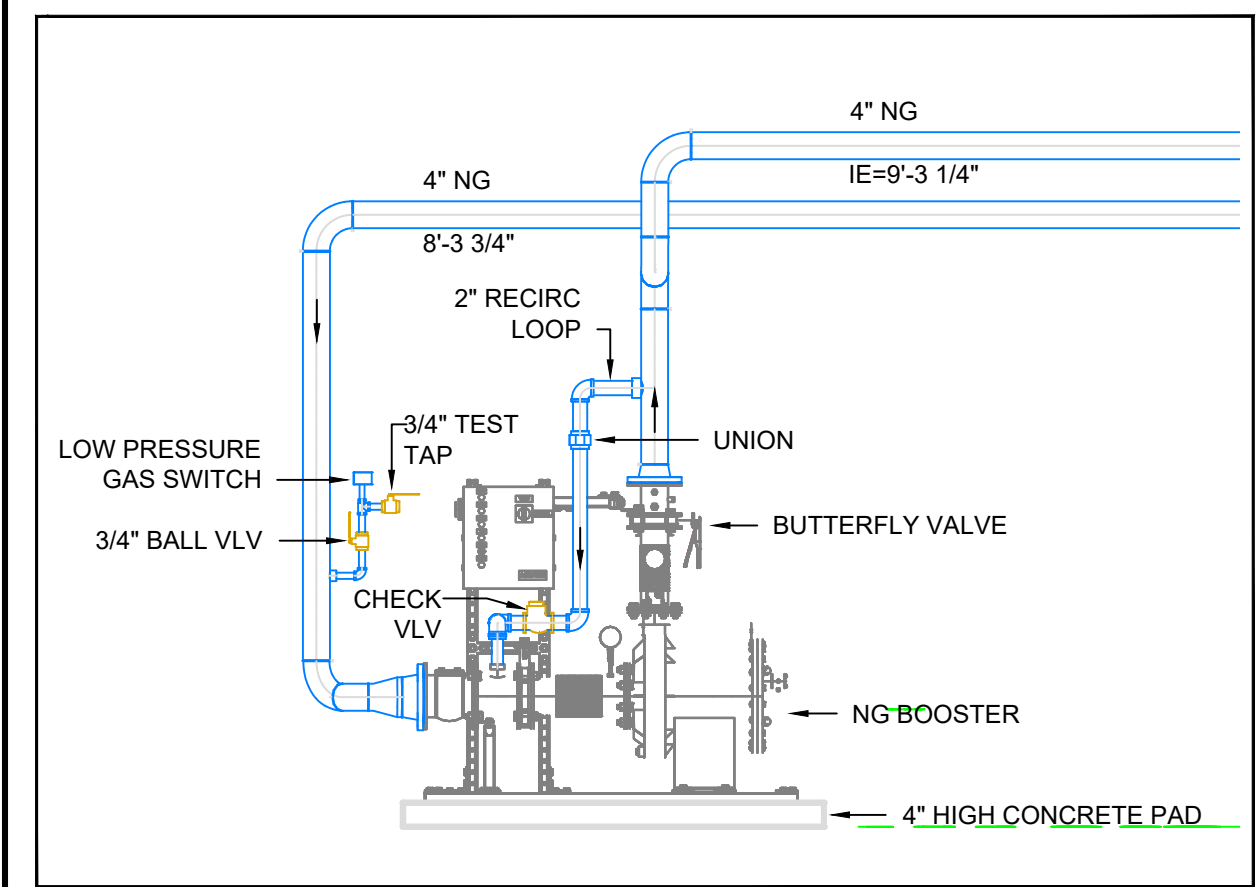 4" NG
IE=9'-3 1/4"
4" NG
8'-3 3/4"
2" RECIRC
LOOP
3/4" TEST
TAP
UNION
LOW PRESSURE
GAS SWITCH
BUTTERFLY VALVE
3/4" BALL VLV
CHECK
VLV
NG BOOSTER
4" HIGH CONCRETE PAD